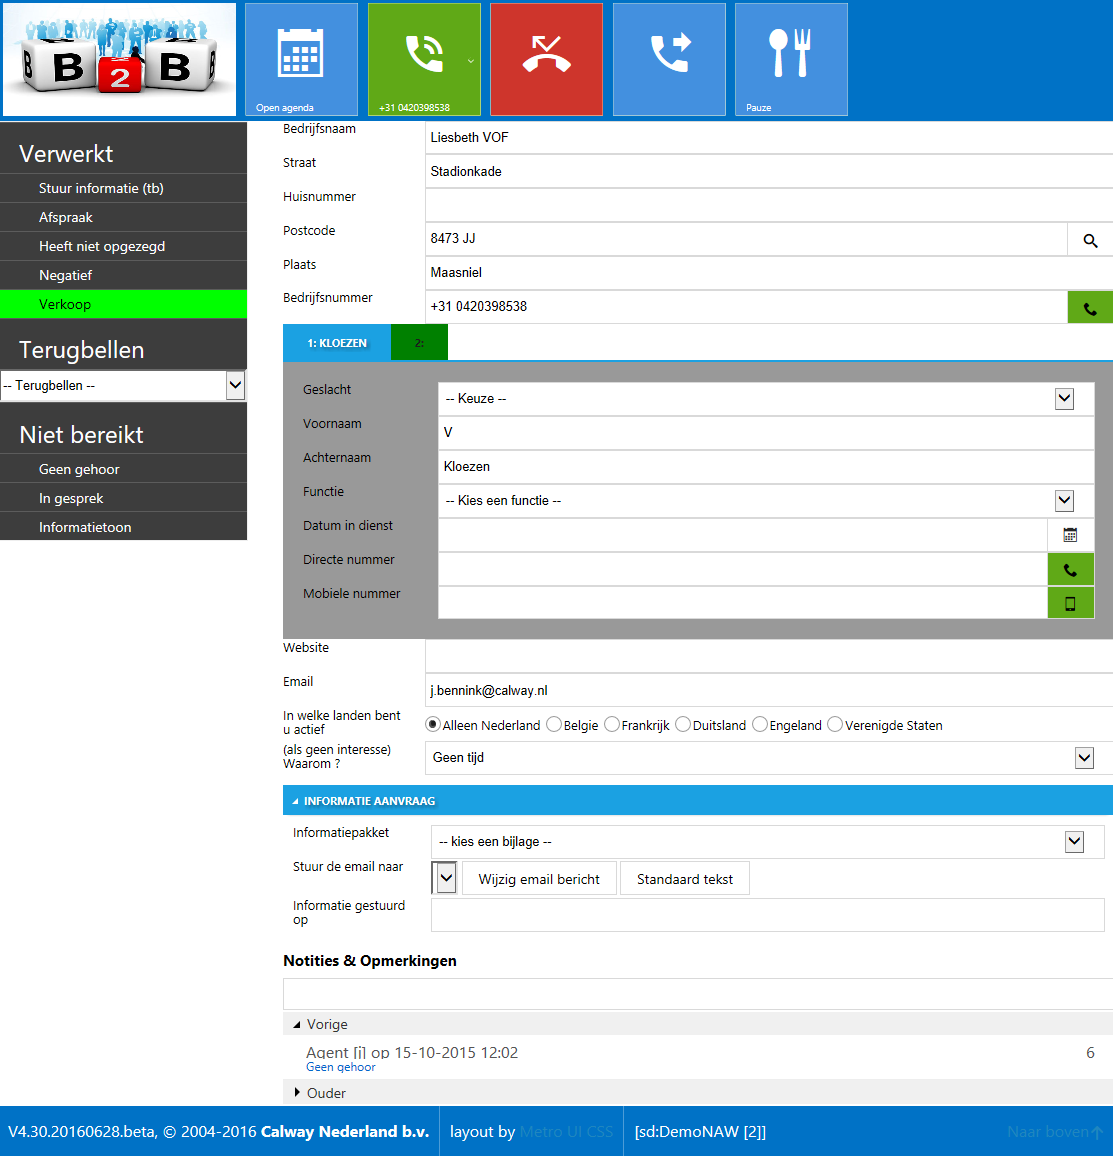 B B 2 B B
Open agenda
+31 0420398538
Pauze
Verwerkt
Stuur informatie (tb)
Afspraak
Heeft niet opgezegd
Negatief
Verkoop
Terugbellen
-- Terugbellen --
Niet bereikt
Geen gehoor
In gesprek
Informatietoon
Bedrijfsnaam
Liesbeth VOF
Straat
Stadionkade
Huisnummer
Postcode
8473 JJ
Plaats
Maasniel
Bedrijfsnummer
+31 0420398538
1: KLOEZEN
2:
Geslacht
-- Keuze --
Voornaam
V
Achternaam
Kloezen
Functie
-- Kies een functie --
Datum in dienst
Directe nummer
Mobiele nummer
Website
Email
j.bennink@calway.nl
In welke landen bent
u actief
Alleen Nederland Belgie Frankrijk Duitsland Engeland Verenigde Staten
(als geen interesse)
Waarom ?
Geen tijd
INFORMATIE AANVRAAG
Informatiepakket
-- kies een bijlage --
Stuur de email naar
Wijzig email bericht
Standaard tekst
Informatie gestuurd
op
Notities & Opmerkingen
Vorige
Agent [j] op 15-10-2015 12:02
6
Geen gehoor
Ouder
V4.30.20160628.beta, © 2004-2016 Calway Nederland b.v.
layout by Metro UI CSS
[sd:DemoNAW [2]]
Naar boven